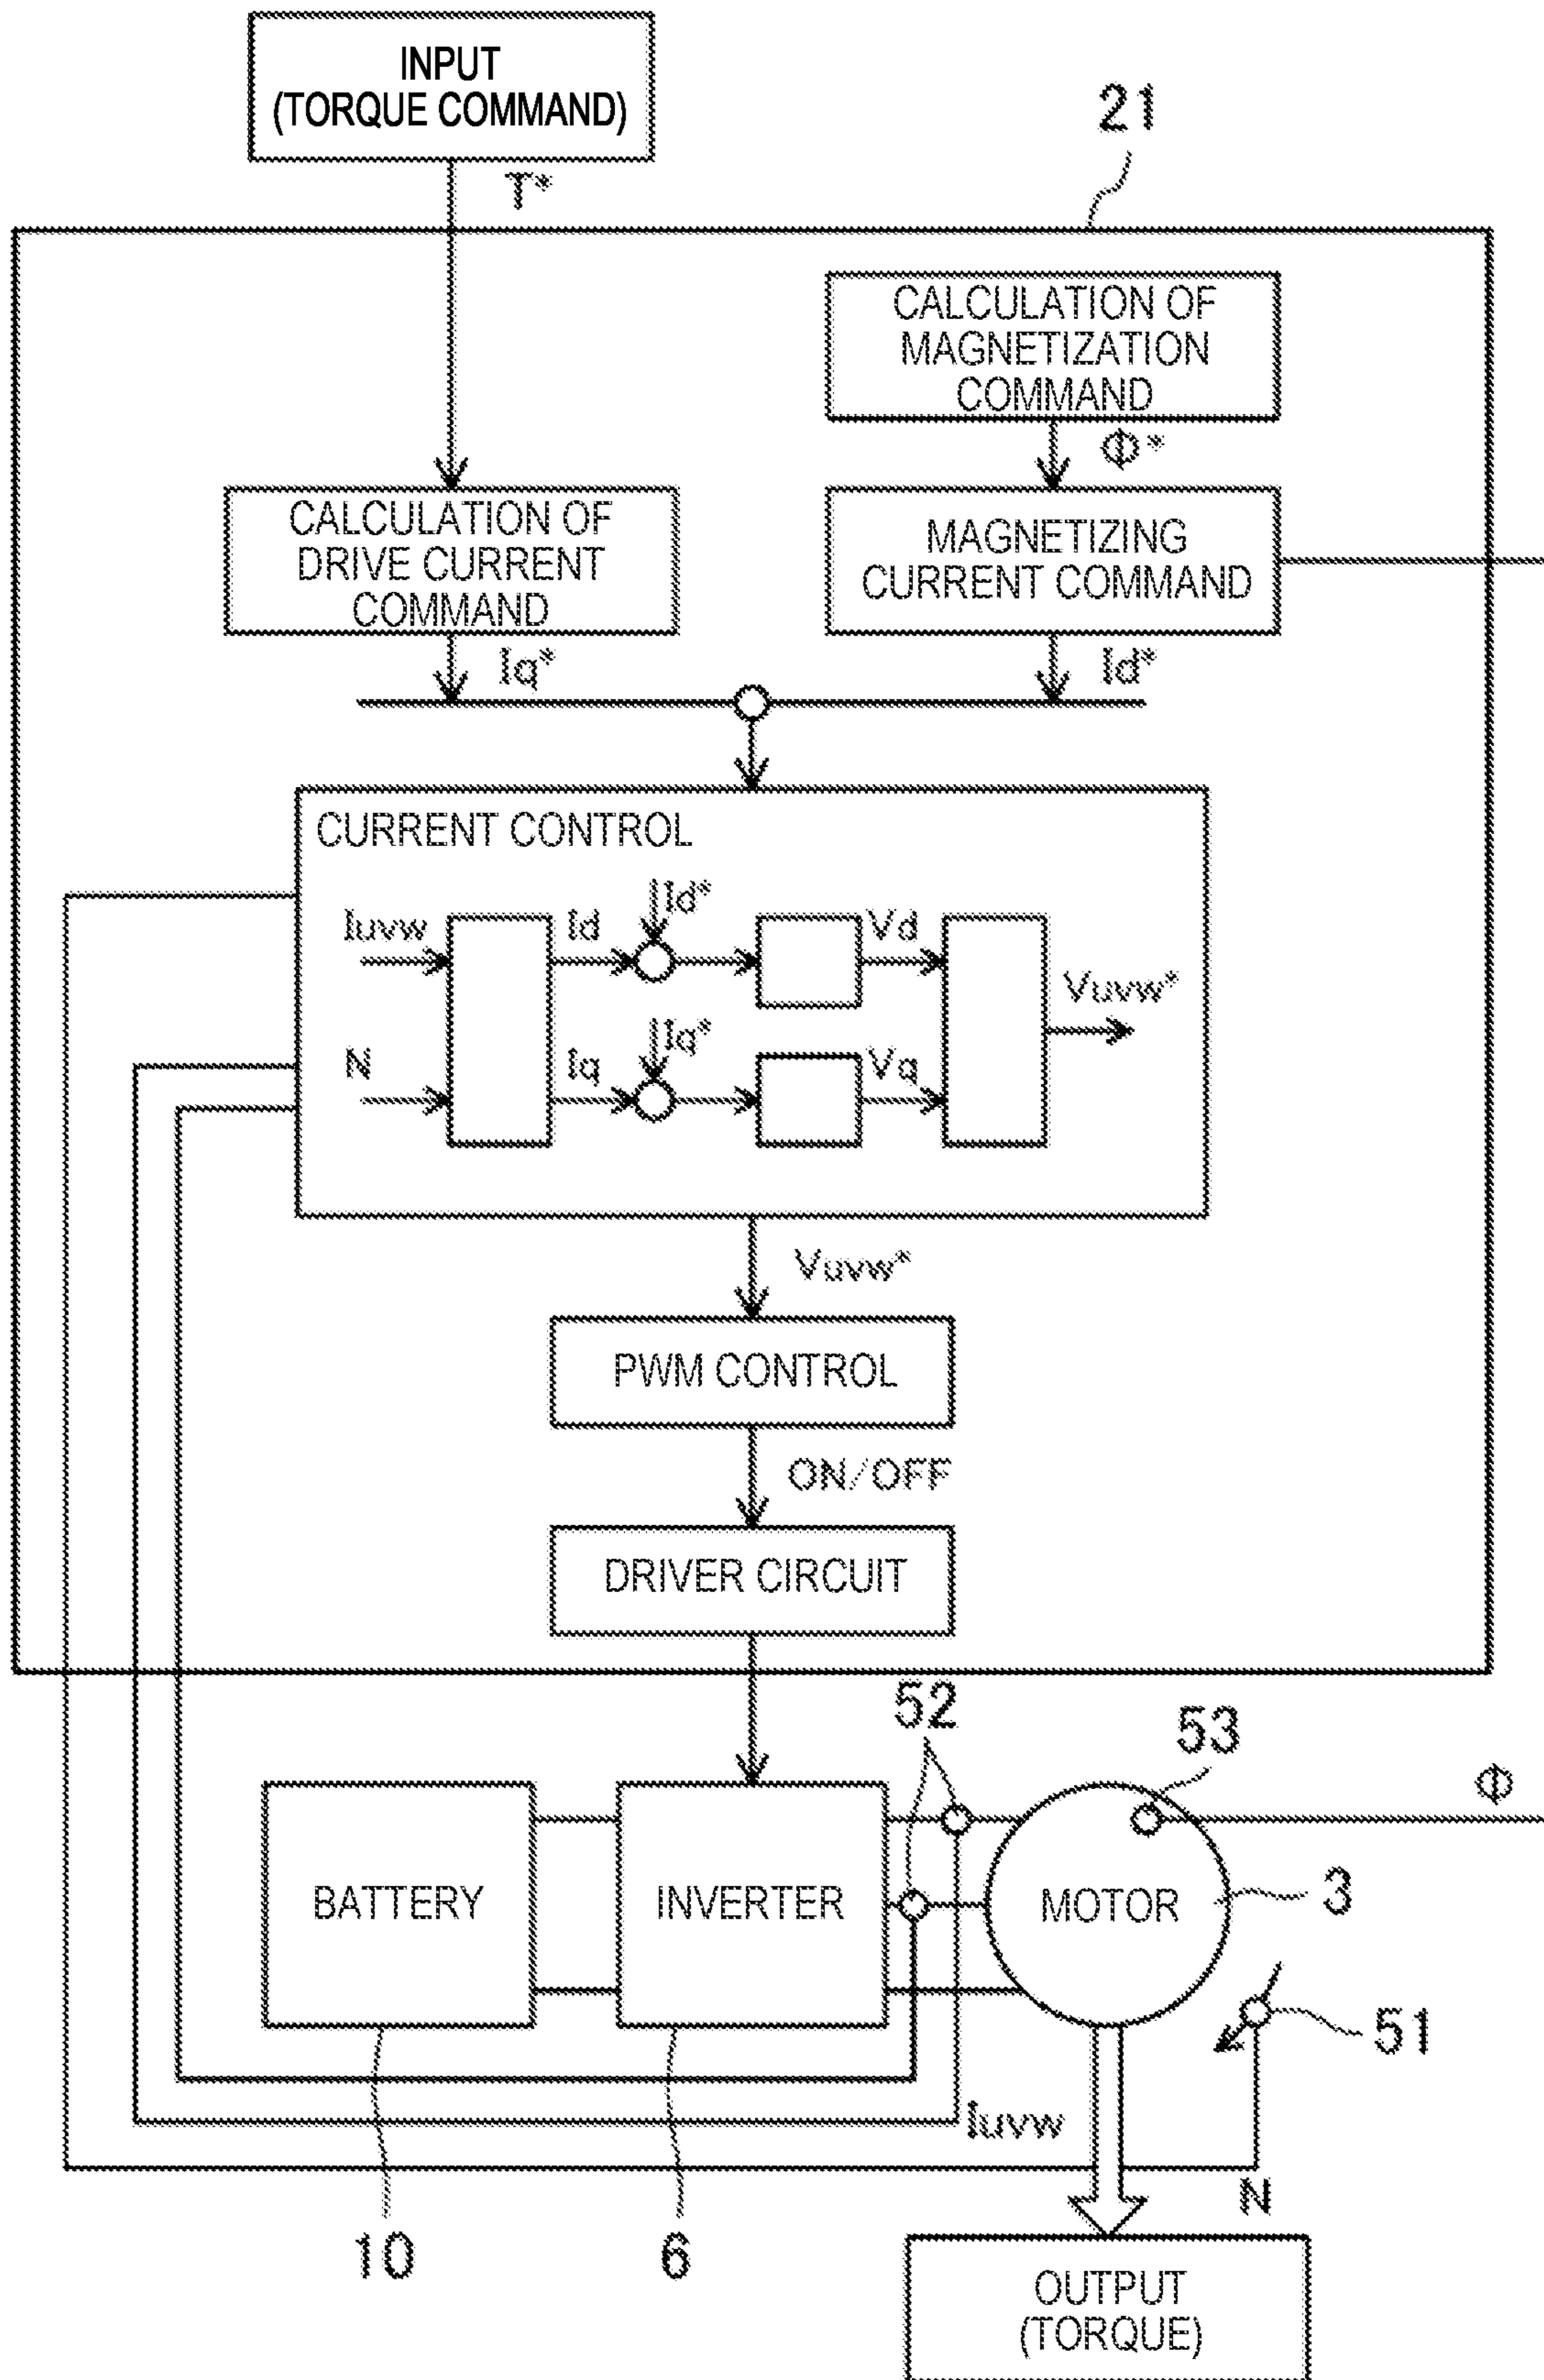 INPUT
(TORQUE COMMAND)
21
T*
CALCULATION OF
MAGNETIZATION
COMMAND
Φ*
CALCULATION OF
DRIVE CURRENT
COMMAND
MAGNETIZING
CURRENT COMMAND
Iq*
Id*
CURRENT CONTROL
Id*
Iuvw
Id
Vd
Vuvw*
Iq*
N
Iq
Vq
Vuvw*
PWM CONTROL
ON/OFF
DRIVER CIRCUIT
52
53
Φ
BATTERY
INVERTER
MOTOR
3
51
Iuvw
N
10
6
OUTPUT
(TORQUE)